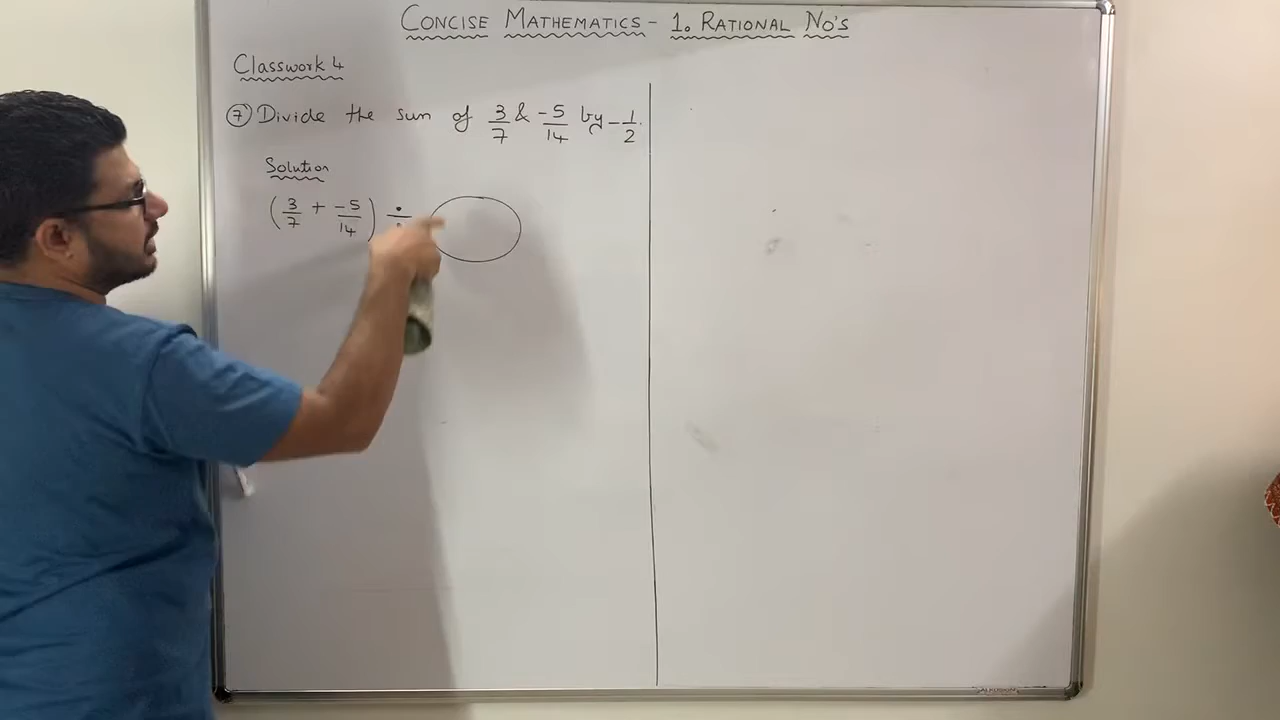 CONCISE MATHEMATICS - 1. RATIONAL NO'S
Classwork 4
⑦ Divide the sum of 3/7 & -5/14 by -1/2.
Solution
(3/7 + -5/14) ÷